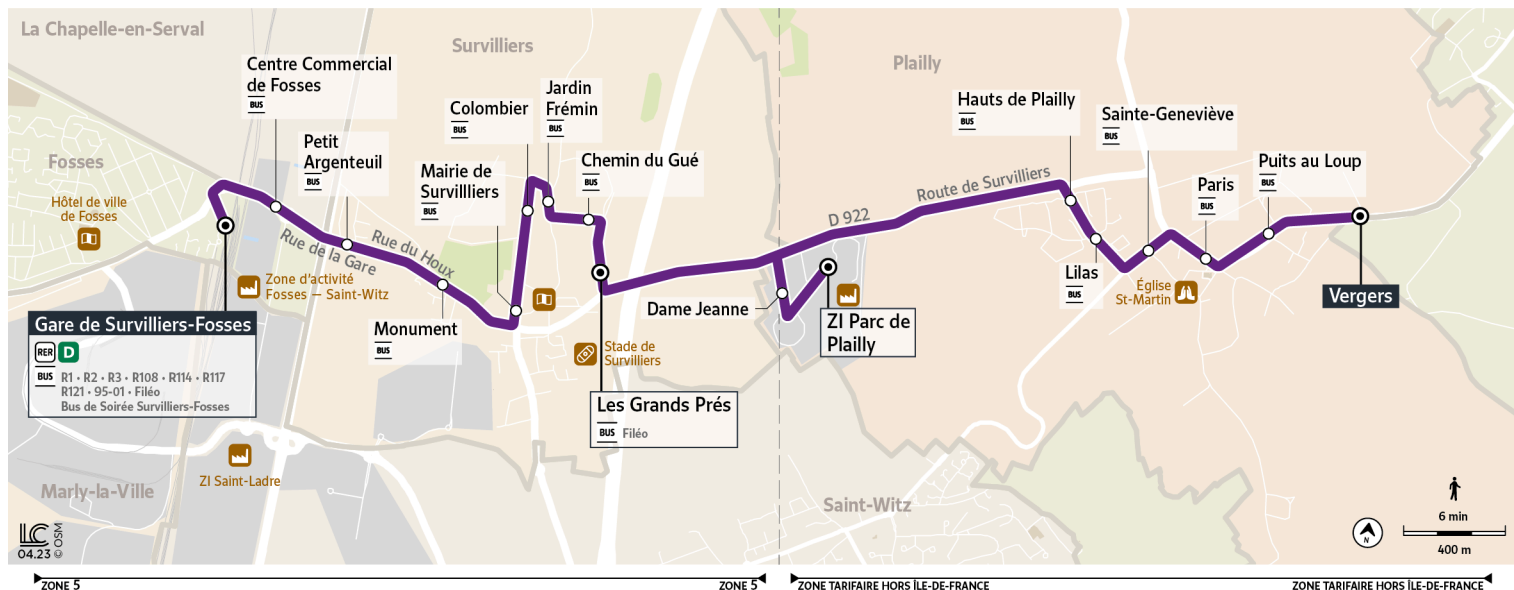 La Chapelle-en-Serval
Survilliers
Plailly
Centre Commercial
de Fosses
BUS
Petit
Argenteuil
BUS
Colombier
BUS
Jardin
Frémin
BUS
Hauts de Plailly
BUS
Sainte-Geneviève
BUS
Fosses
Mairie de
Survillliers
BUS
Chemin du Gué
BUS
Puits au Loup
BUS
Paris
BUS
Route de Survilliers
D 922
Hôtel de ville
de Fosses
Rue de la Gare
Rue du Houx
Zone d'activité
Fosses — Saint-Witz
Lilas
BUS
Église
St-Martin
Vergers
Dame Jeanne
Gare de Survilliers-Fosses
RER D
BUS R1 • R2 • R3 • R108 • R114 • R117
R121 • 95-01 • Filéo
Bus de Soirée Survilliers-Fosses
Monument
BUS
ZI Parc de
Plailly
Stade de
Survilliers
Les Grands Prés
BUS Filéo
ZI Saint-Ladre
Marly-la-Ville
Saint-Witz
LC
04.23 © OSM
N
6 min
400 m
ZONE 5
ZONE 5
ZONE TARIFAIRE HORS ÎLE-DE-FRANCE
ZONE TARIFAIRE HORS ÎLE-DE-FRANCE